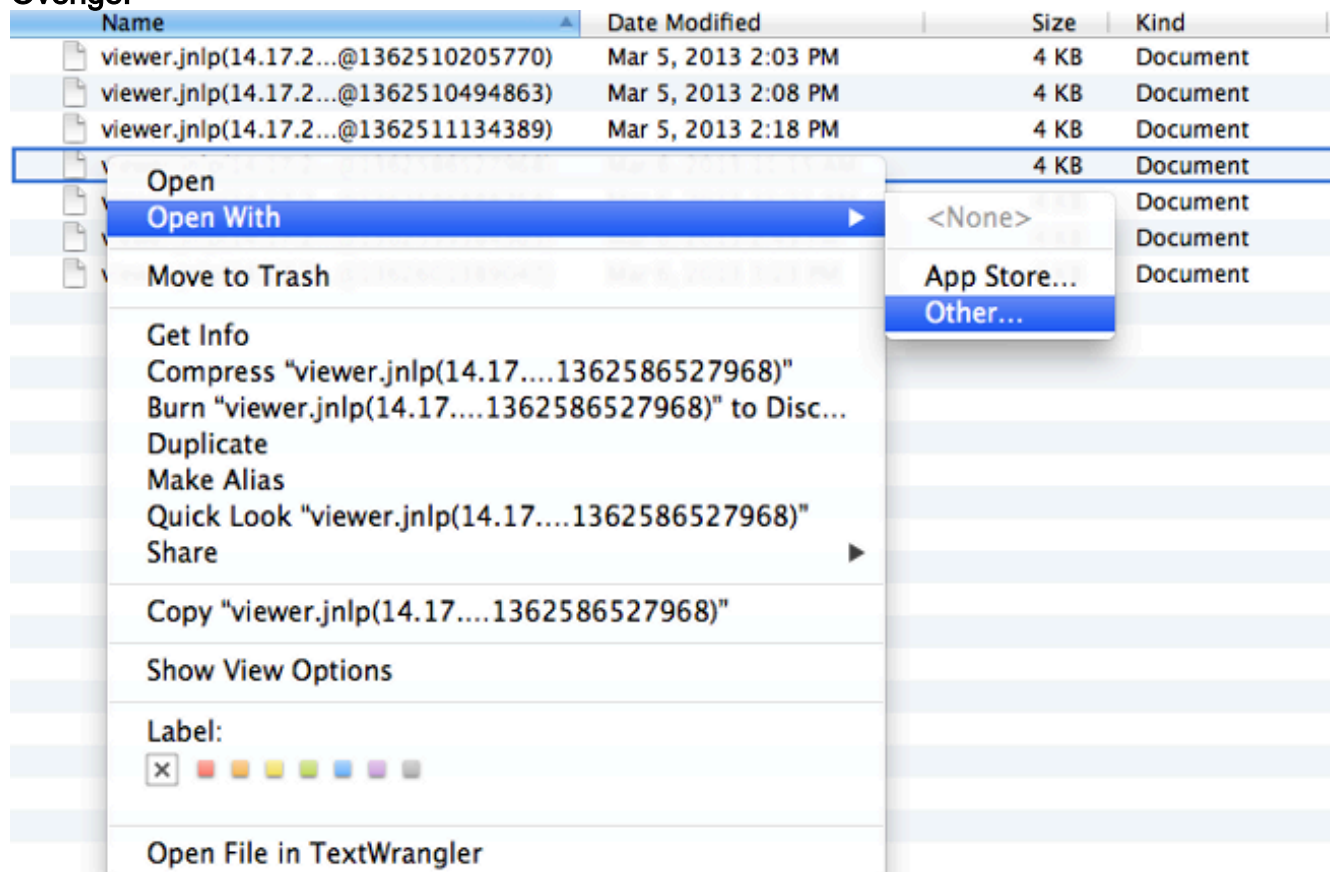 Name Date Modified Size Kind
viewer.jnlp(14.17.2...@1362510205770) Mar 5, 2013 2:03 PM 4 KB Document
viewer.jnlp(14.17.2...@1362510494863) Mar 5, 2013 2:08 PM 4 KB Document
viewer.jnlp(14.17.2...@1362511134389) Mar 5, 2013 2:18 PM 4 KB Document
4 KB Document
Document
Document
Document
Open
Open With
Move to Trash
Get Info
Compress “viewer.jnlp(14.17....1362586527968)”
Burn “viewer.jnlp(14.17....1362586527968)” to Disc...
Duplicate
Make Alias
Quick Look “viewer.jnlp(14.17....1362586527968)”
Share
Copy “viewer.jnlp(14.17....1362586527968)”
Show View Options
Label:
Open File in TextWrangler
<None>
App Store...
Other...